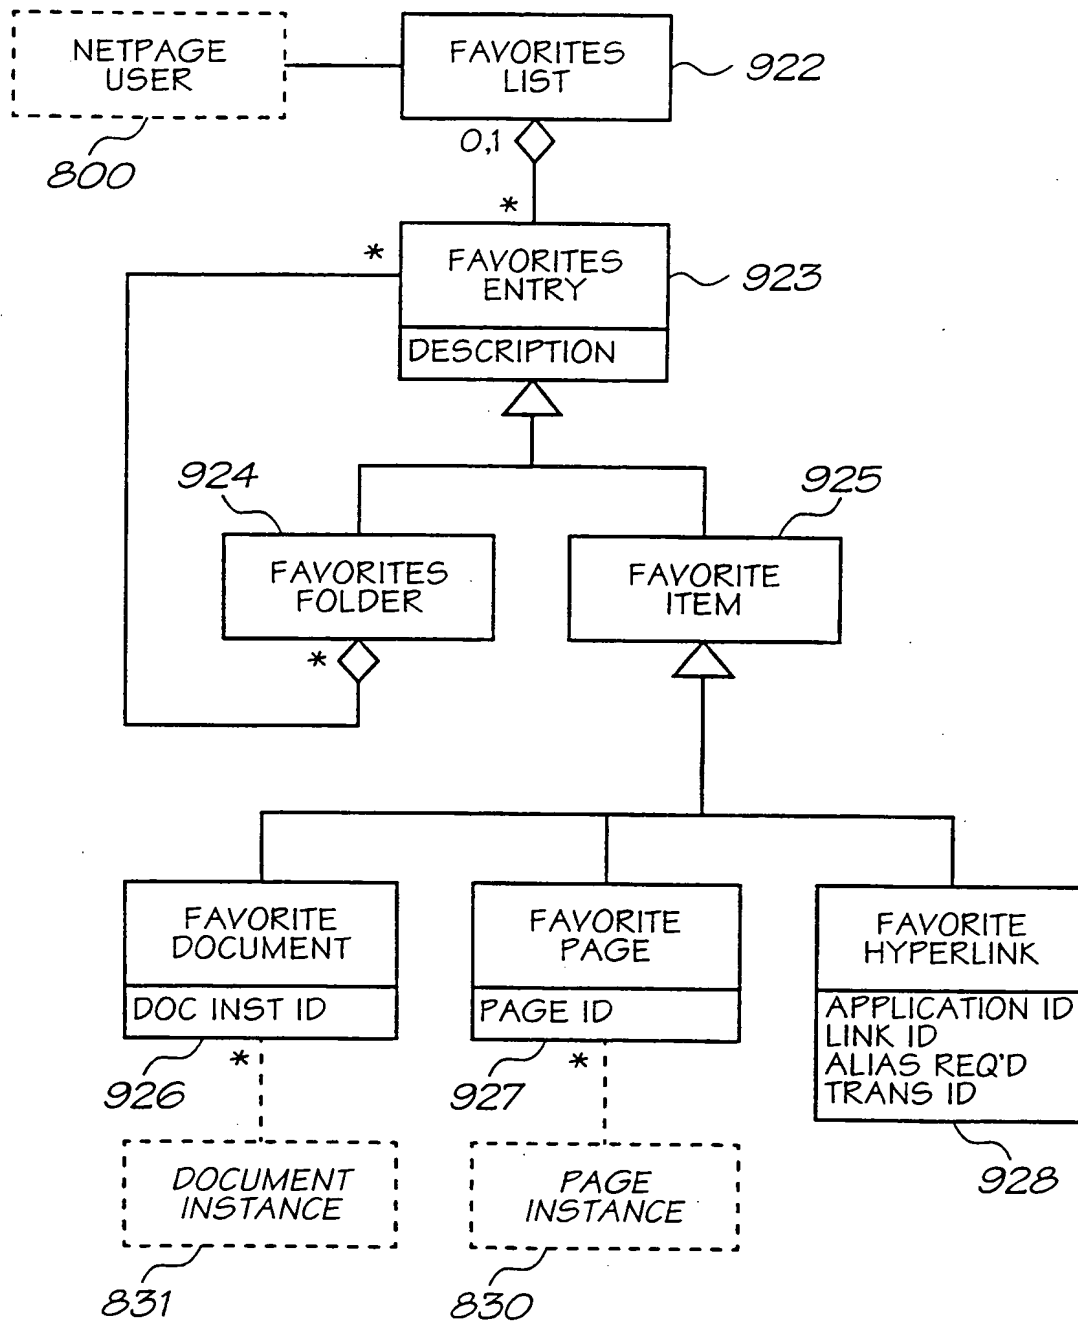 NETPAGE
USER
800
FAVORITES
LIST
922
0,1
*
*
FAVORITES
ENTRY
923
DESCRIPTION
924
925
FAVORITES
FOLDER
FAVORITE
ITEM
*
FAVORITE
DOCUMENT
DOC INST ID
926
*
FAVORITE
PAGE
PAGE ID
927
*
FAVORITE
HYPERLINK
APPLICATION ID
LINK ID
ALIAS REQ'D
TRANS ID
928
DOCUMENT
INSTANCE
831
PAGE
INSTANCE
830